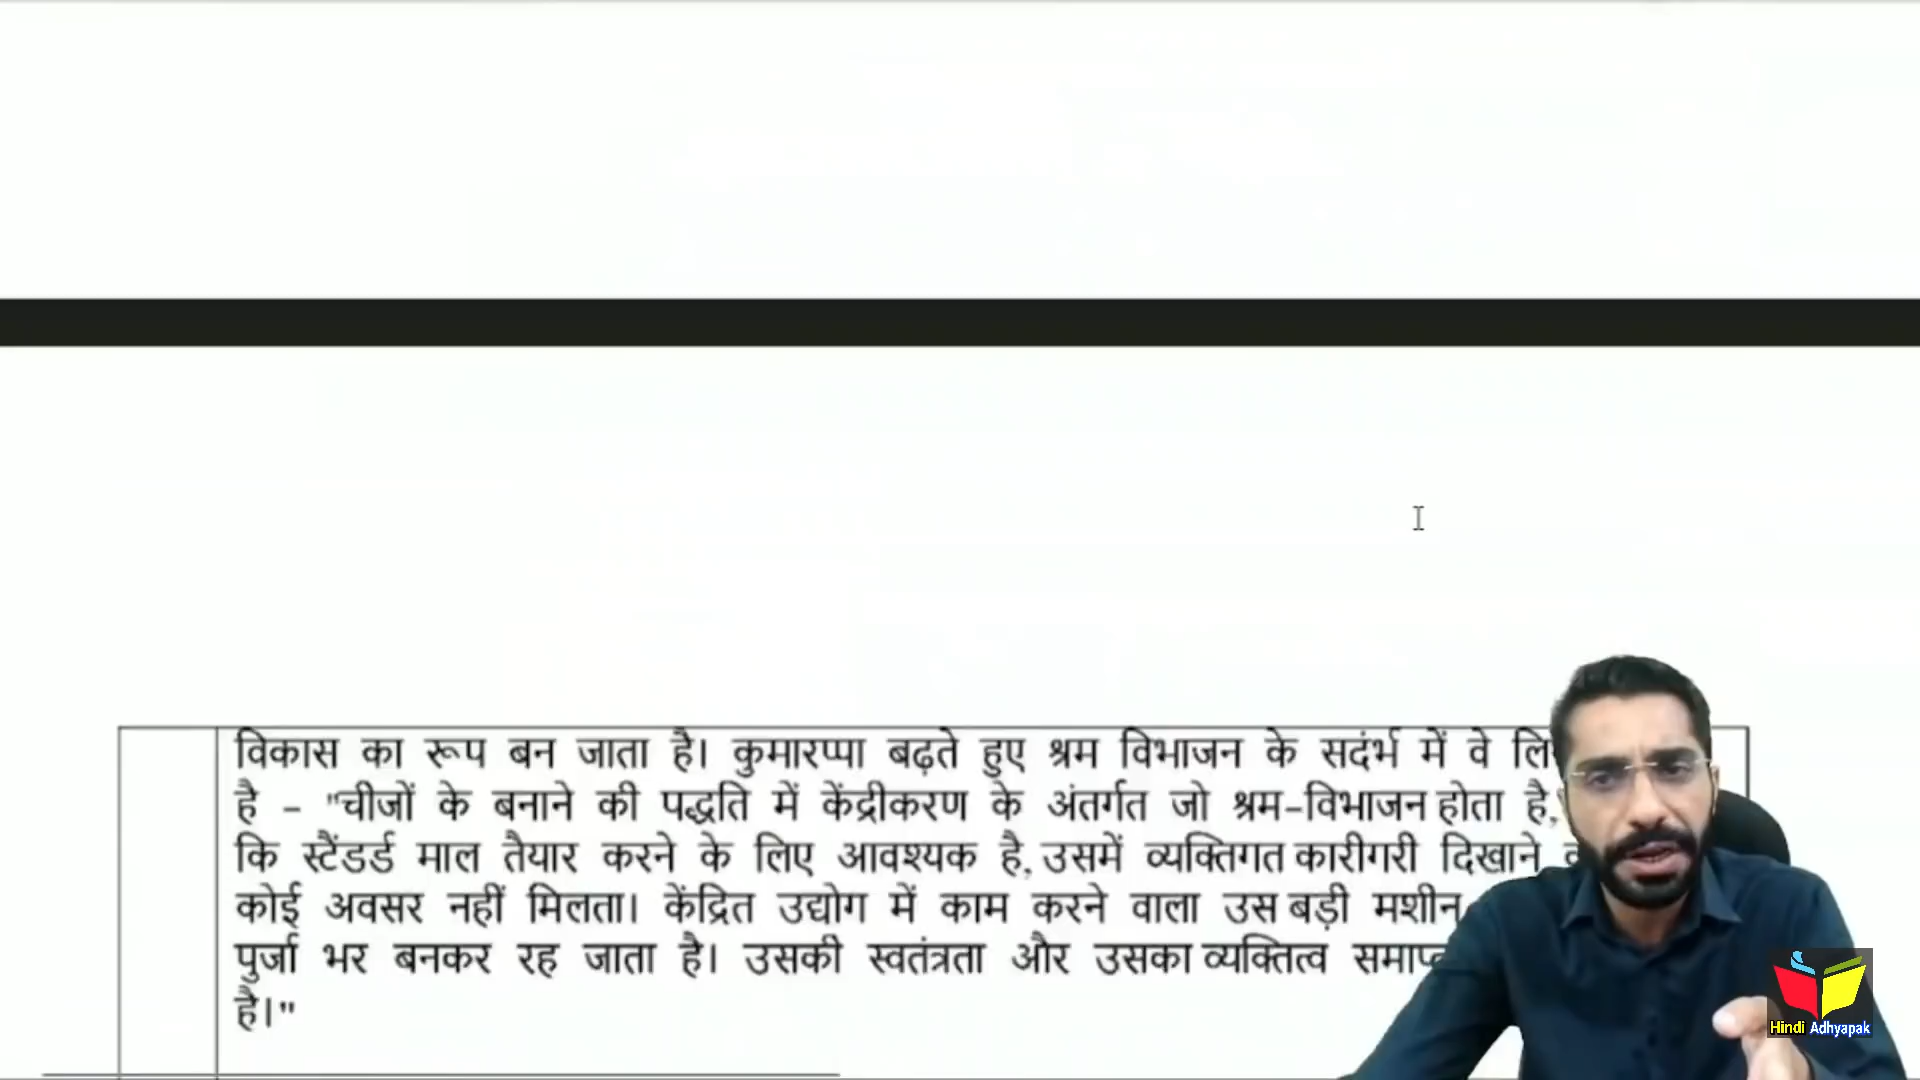 विकास का रूप बन जाता है। कुमारप्पा बढ़ते हुए श्रम विभाजन के सदंर्भ में वे
है - "चीजों के बनाने की पद्धति में केंद्रीकरण के अंतर्गत जो श्रम-विभाजन होता है,
कि स्टैंडर्ड माल तैयार करने के लिए आवश्यक है, उसमें व्यक्तिगत कारीगरी दिखाने
कोई अवसर नहीं मिलता। केंद्रित उद्योग में काम करने वाला उस बड़ी मशीन
पुर्जा भर बनकर रह जाता है। उसकी स्वतंत्रता और उसका व्यक्तित्व
है।"
Hindi Adhyapak